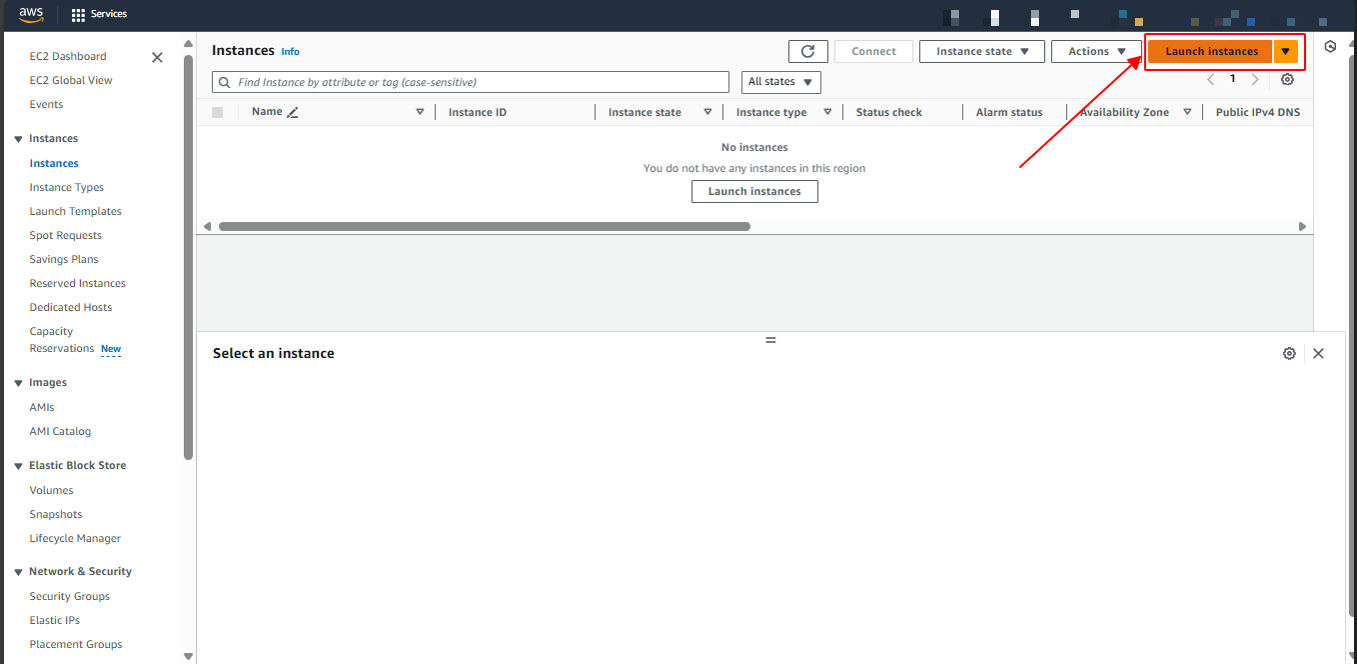 aws
Services
EC2 Dashboard
EC2 Global View
Events
Instances
Instances
Instance Types
Launch Templates
Spot Requests
Savings Plans
Reserved Instances
Dedicated Hosts
Capacity
Reservations New
Images
AMIs
AMI Catalog
Elastic Block Store
Volumes
Snapshots
Lifecycle Manager
Network & Security
Security Groups
Elastic IPs
Placement Groups
Instances Info
Connect
Instance state
Actions
Launch instances
Find Instance by attribute or tag (case-sensitive)
All states
1
Name
Instance ID
Instance state
Instance type
Status check
Alarm status
Availability Zone
Public IPv4 DNS
No instances
You do not have any instances in this region
Launch instances
Select an instance